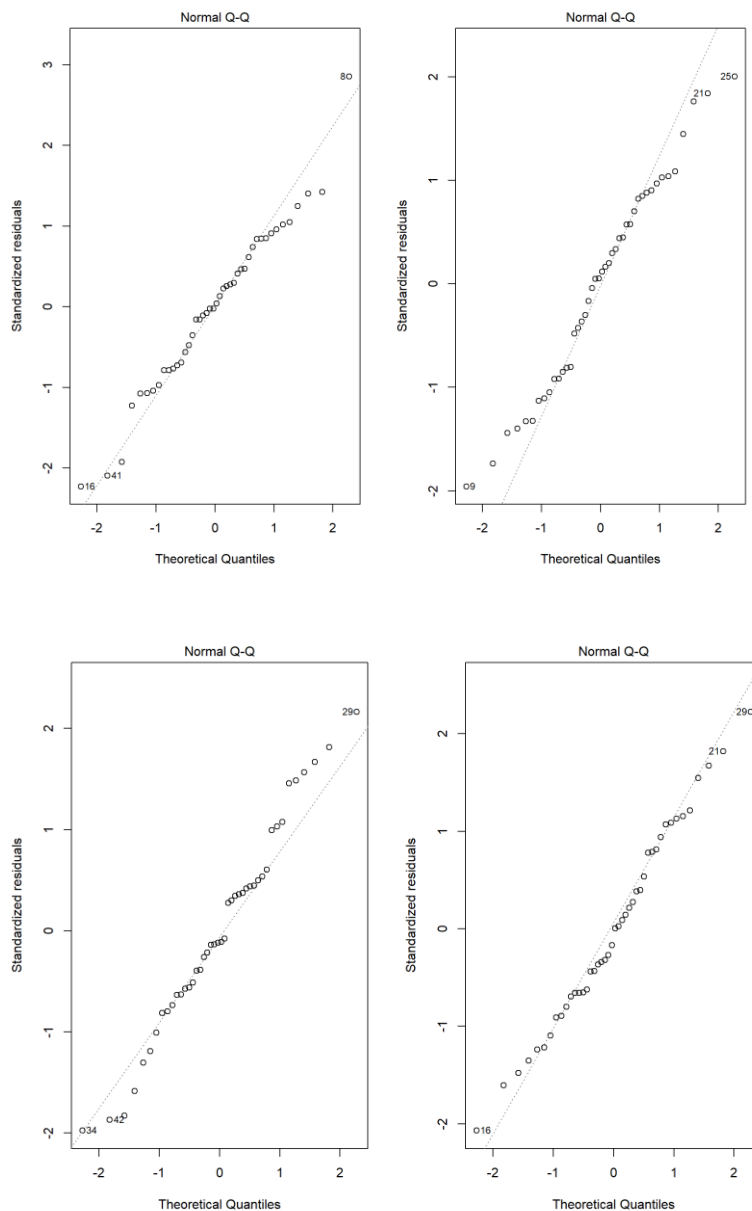 Normal Q-Q
3
2
1
0
-1
-2
Standardized residuals
8
16
41
-2 -1 0 1 2
Theoretical Quantiles
Normal Q-Q
2
1
0
-1
-2
Standardized residuals
25
21
9
-2 -1 0 1 2
Theoretical Quantiles
Normal Q-Q
2
1
0
-1
-2
Standardized residuals
29
42
34
-2 -1 0 1 2
Theoretical Quantiles
Normal Q-Q
2
1
0
-1
-2
Standardized residuals
29
21
16
-2 -1 0 1 2
Theoretical Quantiles